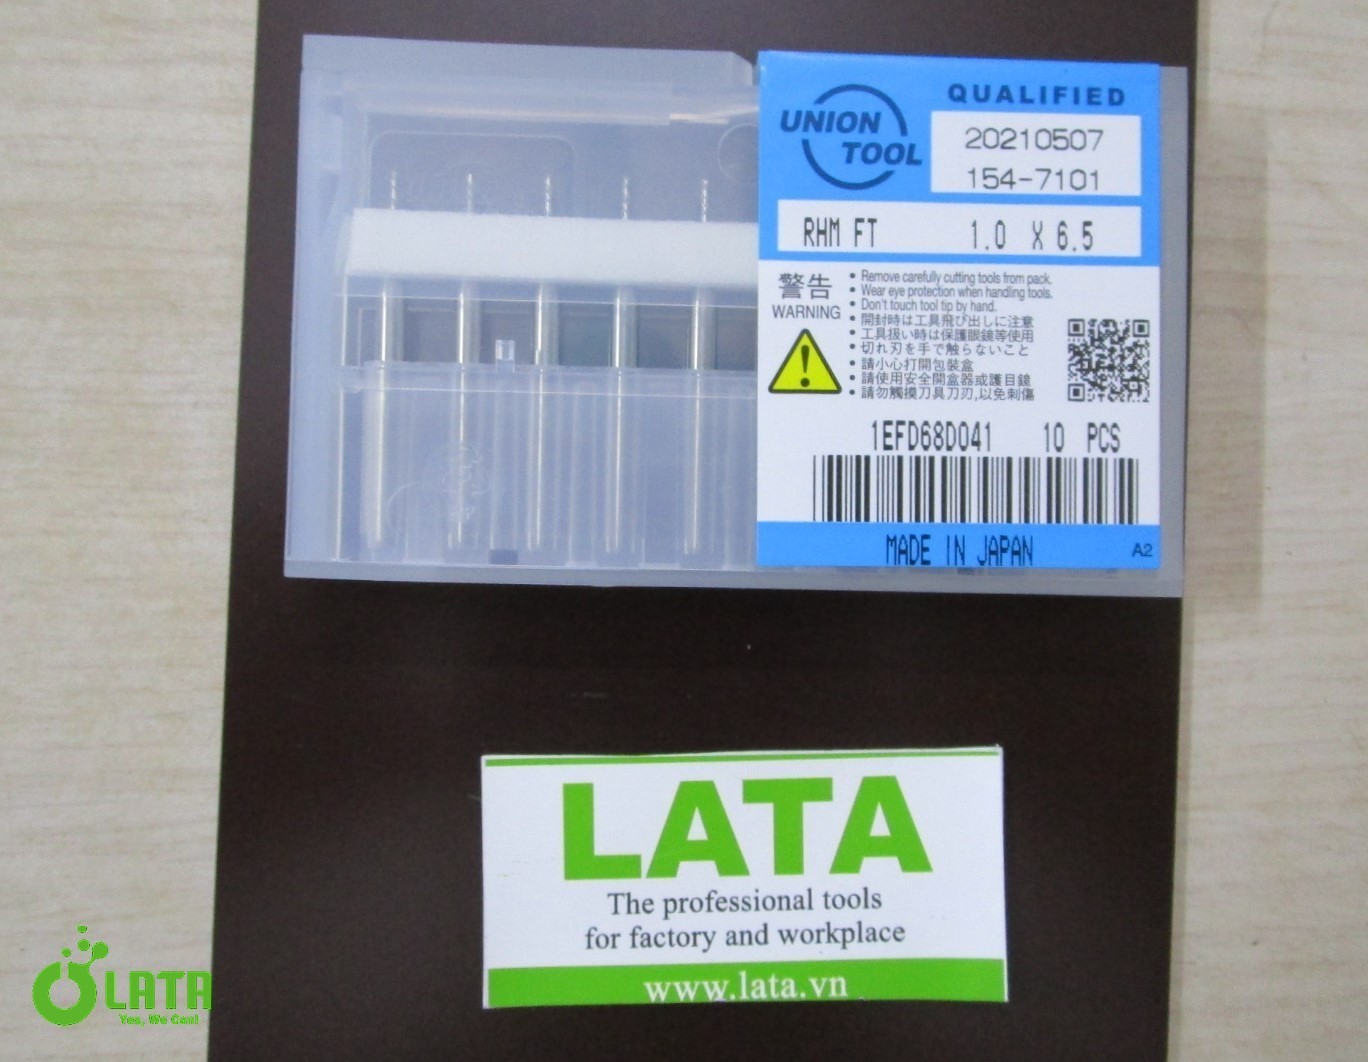 UNION
TOOL
QUALIFIED
20210507
154-7101
RHM FT 1.0 X 6.5
警告
WARNING
• Remove carefully cutting tools from pack.
• Wear eye protection when handling tools.
• Don't touch tool tip by hand.
• 開封時は工具飛び出しに注意
• 工具扱い時は保護眼鏡等使用
• 切れ刃を手で触らないこと
• 請小心打開包裝盒
• 請使用安全開盒器或護目鏡
• 請勿觸摸刀具刀刃,以免刺傷
1EFD68D041 10 PCS
MADE IN JAPAN A2
LATA
The professional tools
for factory and workplace
www.lata.vn
LATA
Yes, We Can!